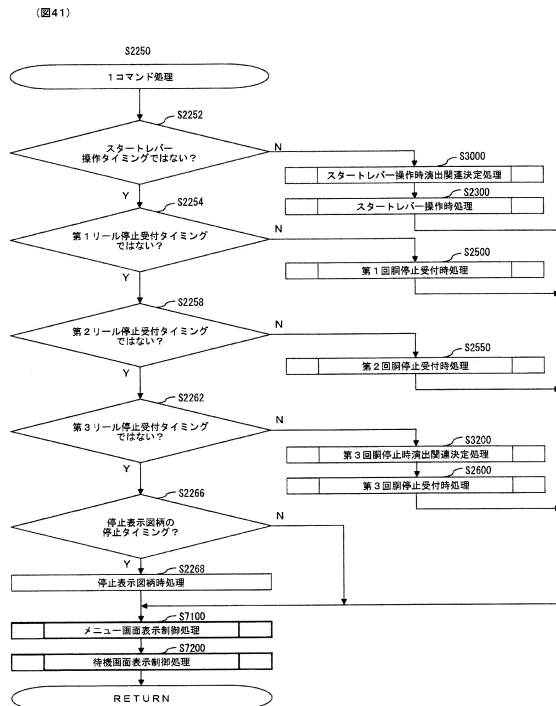 (図41)
S2250
1コマンド処理
S2252
スタートレバー
操作タイミングではない？
N
Y
S3000
スタートレバー操作時演出関連決定処理
S2300
スタートレバー操作時処理
S2254
第1リール停止受付タイミング
ではない？
N
Y
S2500
第1回胴停止受付時処理
S2258
第2リール停止受付タイミング
ではない？
N
Y
S2550
第2回胴停止受付時処理
S2262
第3リール停止受付タイミング
ではない？
N
Y
S3200
第3回胴停止時演出関連決定処理
S2600
第3回胴停止受付時処理
S2266
停止表示図柄の
停止タイミング？
N
Y
S2268
停止表示図柄時処理
S7100
メニュー画面表示制御処理
S7200
待機画面表示制御処理
RETURN